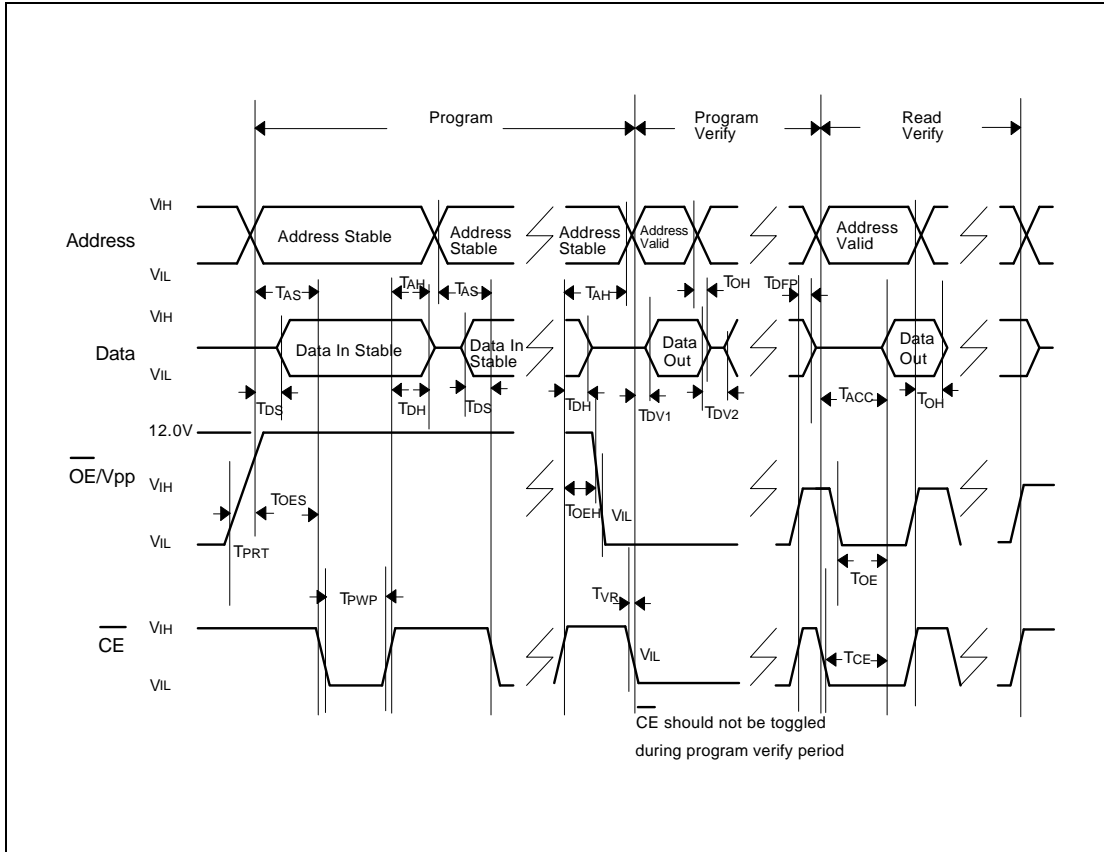 Program
Program
Verify
Read
Verify
VIH
Address
VIL
Address Stable
Address
Stable
Address
Stable
Address
Valid
Address
Valid
TAS
TAH
TAS
TAH
TOH
TDFP
VIH
Data
VIL
Data In Stable
Data In
Stable
Data
Out
Data
Out
TDS
TDH
TDS
TDH
TDV1
TDV2
TACC
TOH
12.0V
OE/Vpp
VIH
VIL
TOES
TPRT
TOEH
VIL
TOE
TPWP
TVR
VIH
CE
VIL
VIL
TCE
CE should not be toggled
during program verify period